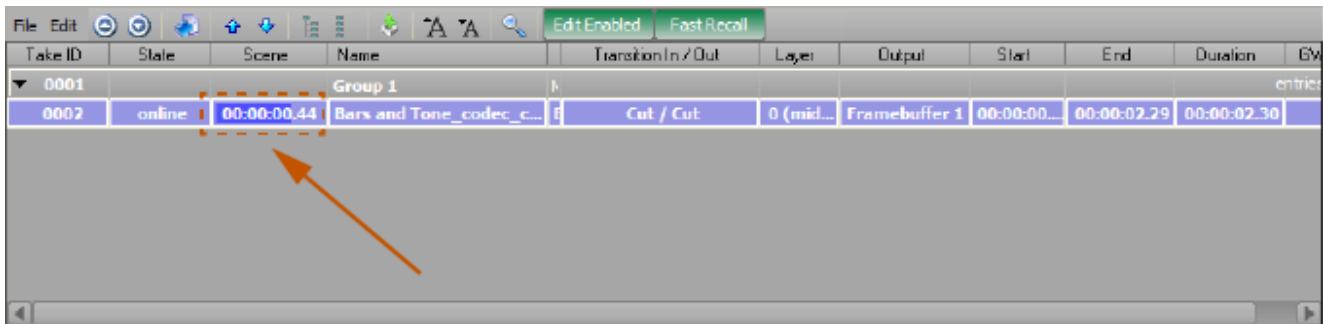 File Edit A A Edit Enabled Fast Recall
Take ID State Scene Name Transition In / Out Layer Output Start End Duration GW
0001 Group 1 entries
0002 online 00:00:00.44 Bars and Tone_codec_c... E Cut / Cut 0 (mid... Framebuffer 1 00:00:00.... 00:00:02.29 00:00:02.30